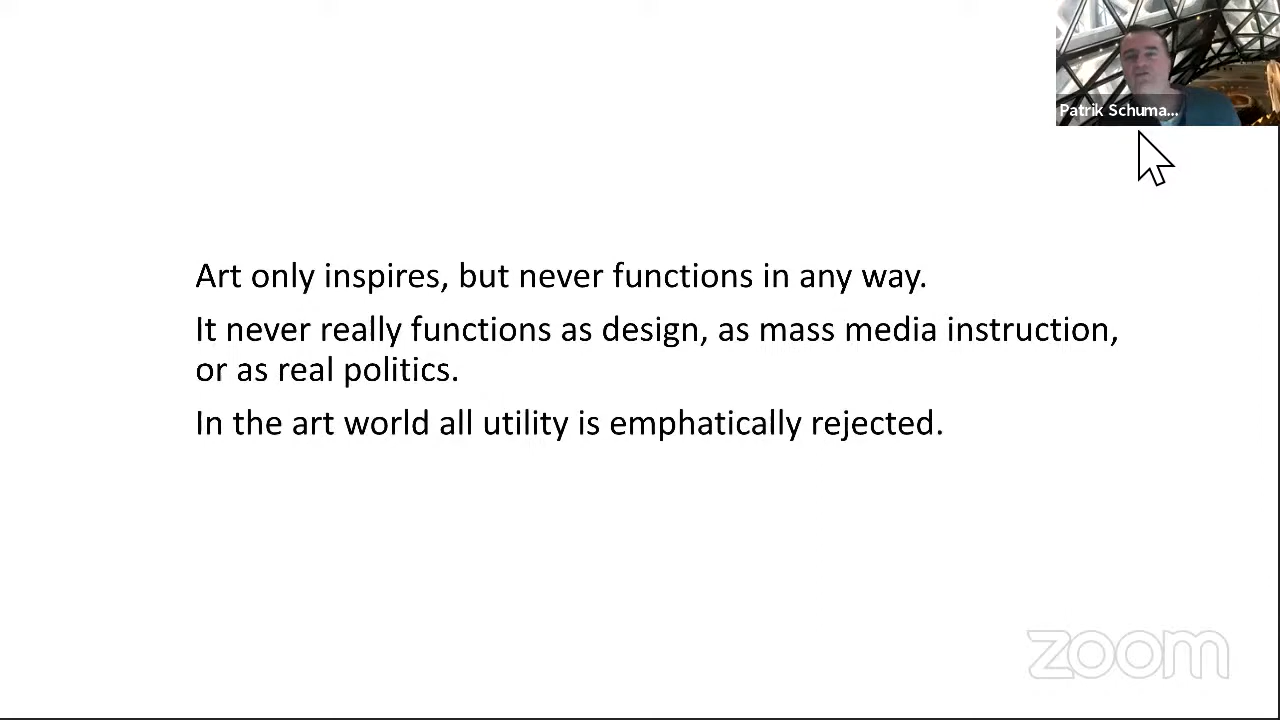 Patrik Schuma...
Art only inspires, but never functions in any way.
It never really functions as design, as mass media instruction,
or as real politics.
In the art world all utility is emphatically rejected.
zoom